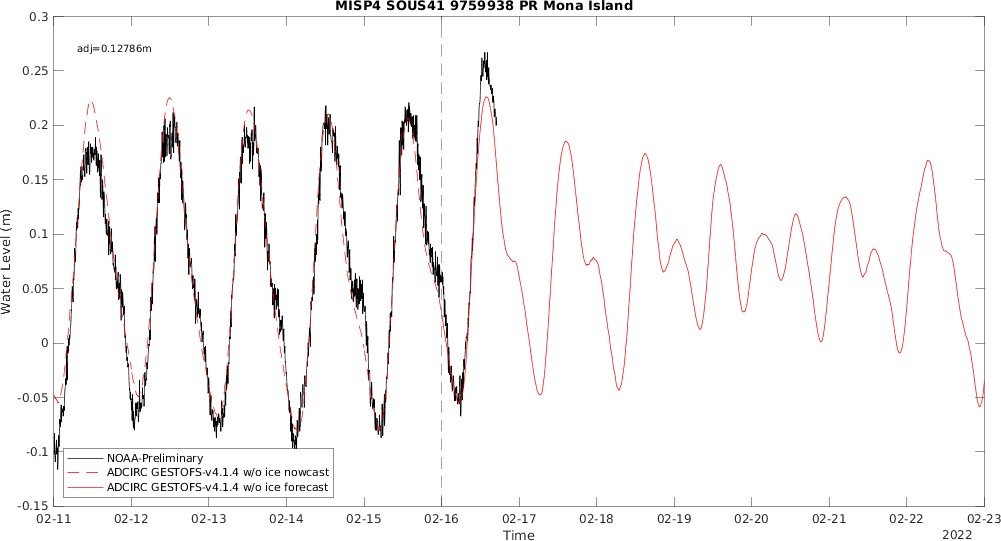 MISP4 SOUS41 9759938 PR Mona Island
adj=0.12786m
0.3
0.25
0.2
0.15
0.1
0.05
0
-0.05
-0.1
-0.15
Water Level (m)
NOAA-Preliminary
ADCIRC GESTOFS-v4.1.4 w/o ice nowcast
ADCIRC GESTOFS-v4.1.4 w/o ice forecast
02-11 02-12 02-13 02-14 02-15 02-16 02-17 02-18 02-19 02-20 02-21 02-22 02-23
Time
2022